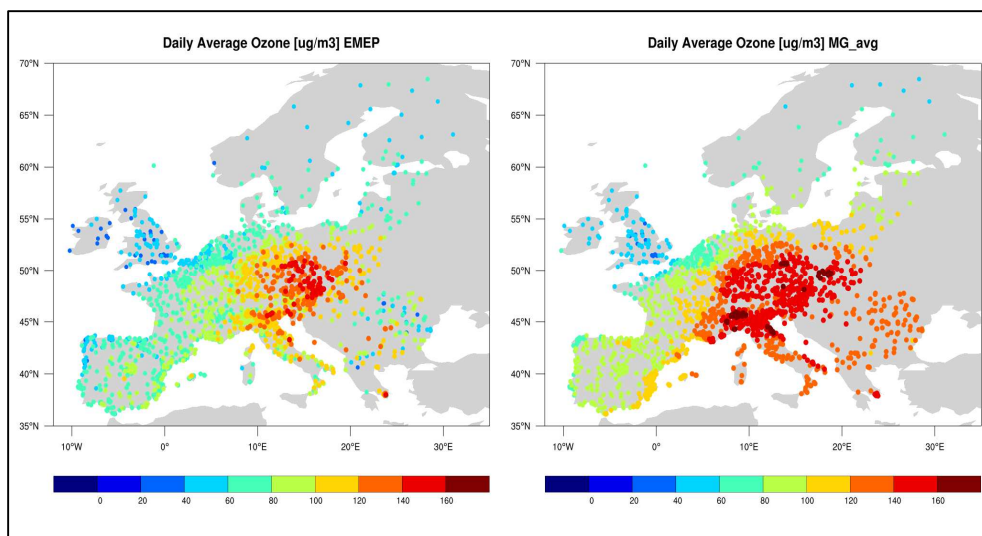 Daily Average Ozone [ug/m3] EMEP
70°N
65°N
60°N
55°N
50°N
45°N
40°N
35°N
10°W 0° 10°E 20°E 30°E
0 20 40 60 80 100 120 140 160
Daily Average Ozone [ug/m3] MG_avg
70°N
65°N
60°N
55°N
50°N
45°N
40°N
35°N
10°W 0° 10°E 20°E 30°E
0 20 40 60 80 100 120 140 160